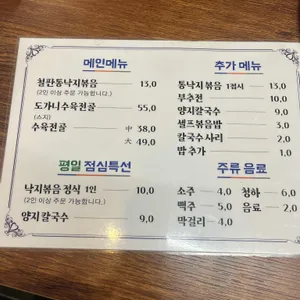 메인메뉴
철판통낙지볶음 13,0
(2인 이상 주문 가능합니다.)
도가니수육전골 55,0
(스지)
수육전골 中 38,0
大 49,0
평일 점심특선
낙지볶음 정식 1인 10,0
(2인 이상 주문 가능합니다.)
양지칼국수 9,0
추가 메뉴
통낙지볶음 1접시 13,0
부추전 10,0
양지칼국수 9,0
셀프볶음밥 3,0
칼국수사리 2,0
밥 추가 1,0
주류 음료
소주 4,0 청하 6,0
맥주 5,0 음료 2,0
막걸리 4,0